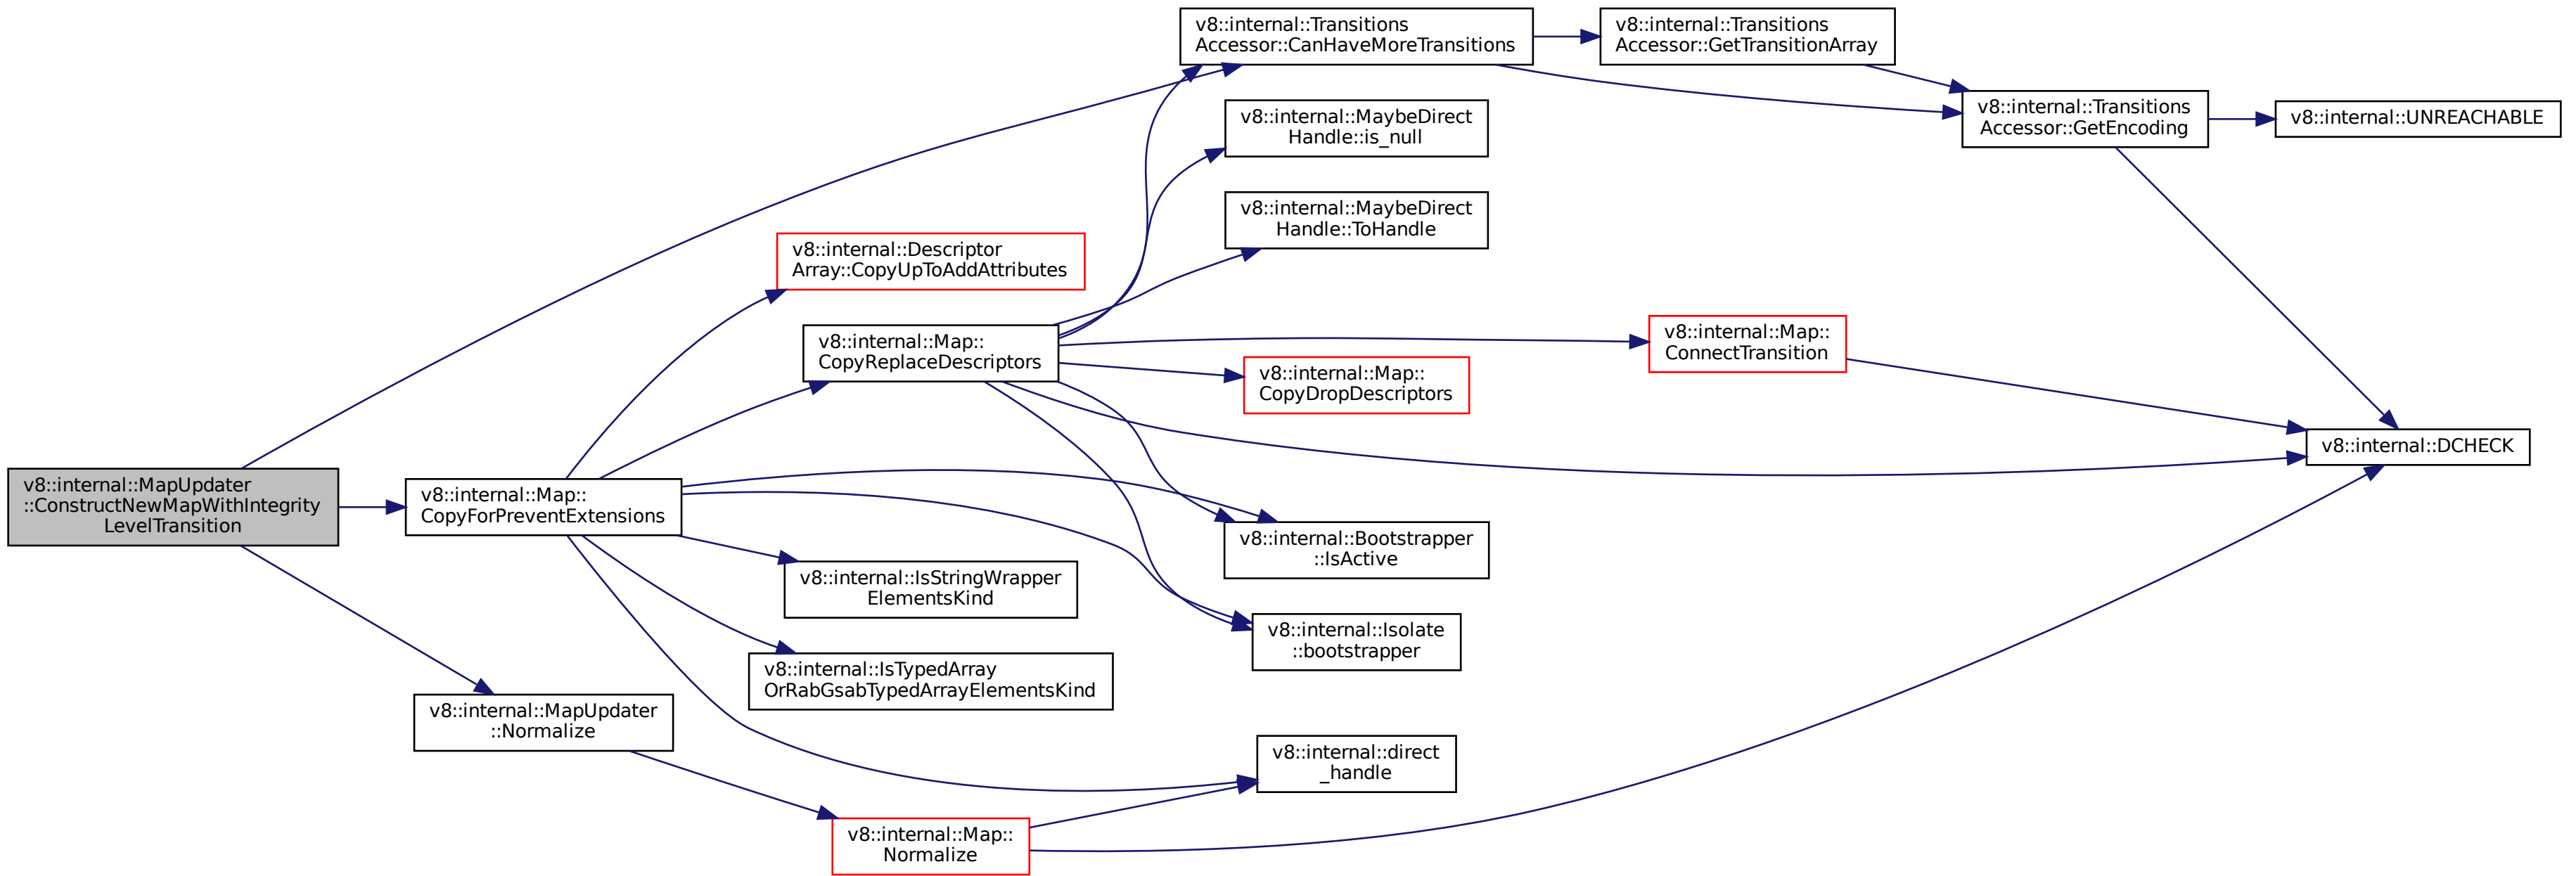 v8::internal::MapUpdater
::ConstructNewMapWithIntegrity
LevelTransition
v8::internal::Map::
CopyForPreventExtensions
v8::internal::MapUpdater
::Normalize
v8::internal::Descriptor
Array::CopyUpToAddAttributes
v8::internal::Map::
CopyReplaceDescriptors
v8::internal::IsStringWrapper
ElementsKind
v8::internal::IsTypedArray
OrRabGsabTypedArrayElementsKind
v8::internal::Map::
Normalize
v8::internal::Transitions
Accessor::CanHaveMoreTransitions
v8::internal::MaybeDirect
Handle::is_null
v8::internal::MaybeDirect
Handle::ToHandle
v8::internal::Map::
CopyDropDescriptors
v8::internal::Bootstrapper
::IsActive
v8::internal::Isolate
::bootstrapper
v8::internal::direct
_handle
v8::internal::Transitions
Accessor::GetTransitionArray
v8::internal::Map::
ConnectTransition
v8::internal::Transitions
Accessor::GetEncoding
v8::internal::UNREACHABLE
v8::internal::DCHECK